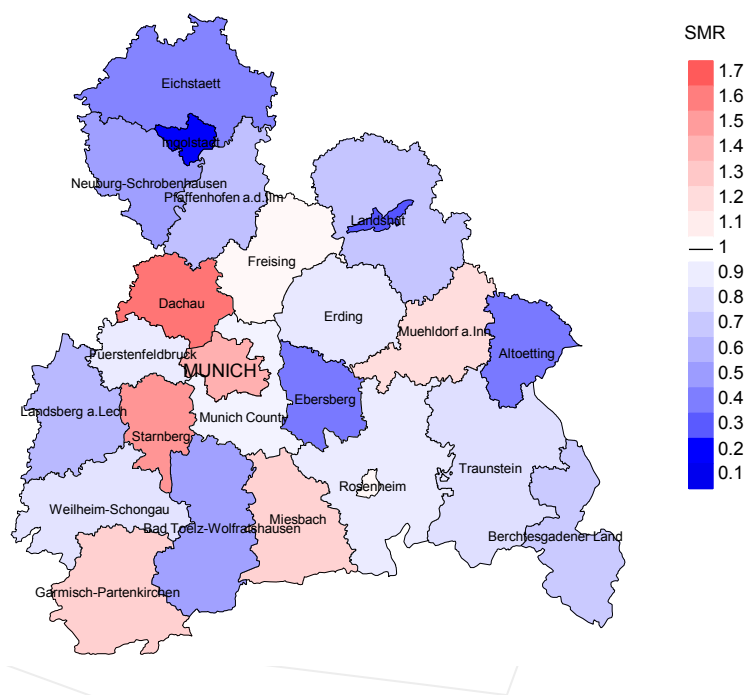 SMR
1.7
1.6
1.5
1.4
1.3
1.2
1.1
1
0.9
0.8
0.7
0.6
0.5
0.4
0.3
0.2
0.1
Eichstaett
Ingolstadt
Neuburg-Schrobenhausen
Pfaffenhofen a.d.Ilm
Landshut
Freising
Dachau
Erding
Muehldorf a.Inn
Altoetting
Fuerstenfeldbruck
MUNICH
Ebersberg
Landsberg a.Lech
Munich County
Starnberg
Traunstein
Rosenheim
Weilheim-Schongau
Miesbach
Bad Toelz-Wolfratshausen
Berchtesgadener Land
Garmisch-Partenkirchen